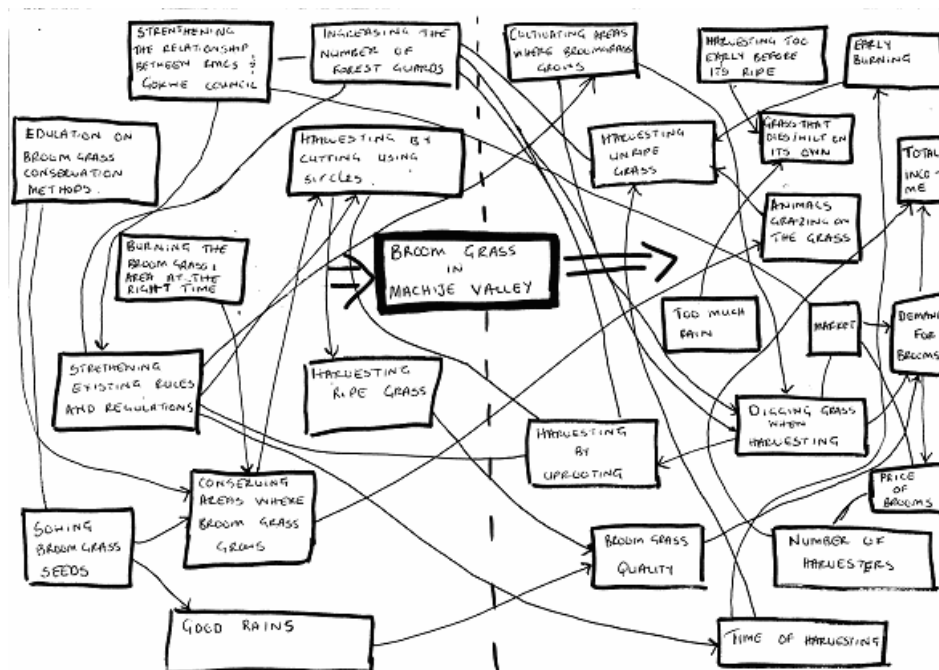 STRENTHENING
THE RELATIONSHIP
BETWEEN RMCS &
GOKWE COUNCIL
INCREASING THE
NUMBER OF
FOREST GUARDS
CULTIVATING AREAS
WHERE BROOMGRASS
GROWS
HARVESTING TOO
EARLY BEFORE
ITS RIPE
EARLY
BURNING
EDULATION ON
BROOM GRASS
CONSERVATION
METHODS.
HARVESTING BY
CUTTING USING
SICCLES.
HARVESTING
UNRIPE
GRASS
GRASS THAT
DIES/WILT ON
ITS OWN
TOTAL
INCO-
ME
ANIMALS
GRAZING ON
THE GRASS
BURNING THE
BROOM GRASS
AREA AT THE
RIGHT TIME
BROOM GRASS
IN
MACHIJE VALLEY
TOO MUCH
RAIN
MARKET
DEMAND
FOR
BROOMS
STRETHENING
EXISTING RULES
AND REGULATIONS
HARVESTING
RIPE GRASS
HARVESTING
BY
UPROOTING
DIGGING GRASS
WHEN
HARVESTING
PRICE
OF
BROOMS
CONSERVING
AREAS WHERE
BROOM GRASS
GROWS
SOWING
BROOM GRASS
SEEDS
BROOM GRASS
QUALITY
NUMBER OF
HARVESTERS
GOOD RAINS
TIME OF HARVESTING